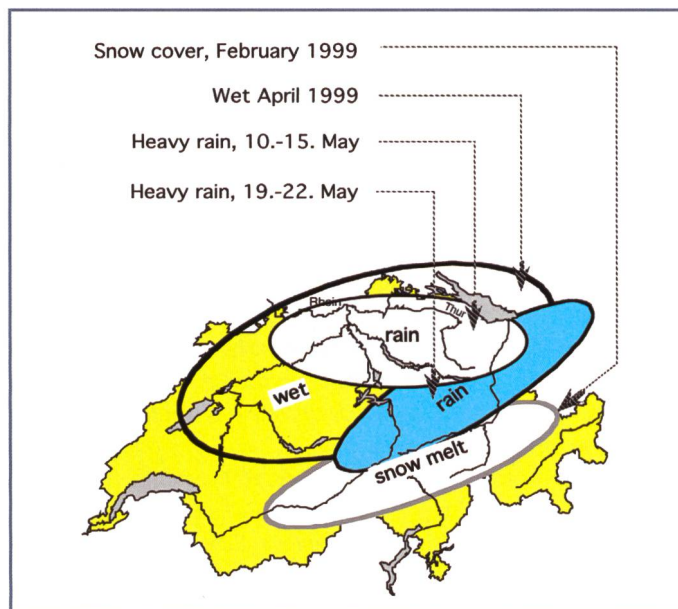 Snow cover, February 1999
Wet April 1999
Heavy rain, 10.-15. May
Heavy rain, 19.-22. May
Rhein
Thur
rain
wet
rain
snow melt